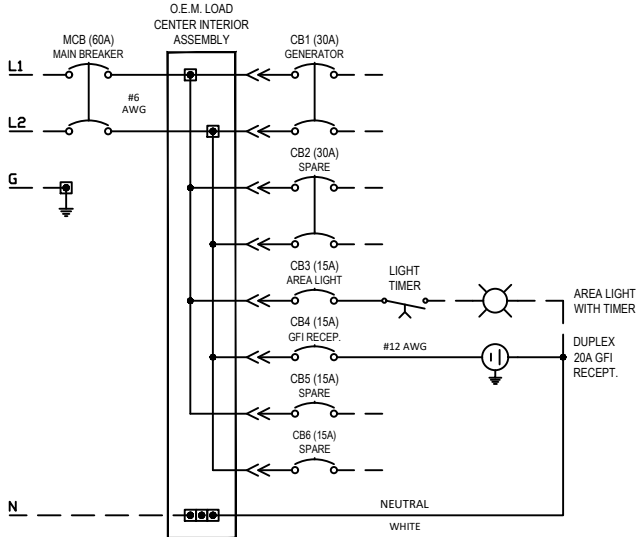 O.E.M. LOAD
CENTER INTERIOR
ASSEMBLY
MCB (60A)
MAIN BREAKER
CB1 (30A)
GENERATOR
L1
#6
AWG
L2
CB2 (30A)
SPARE
G
CB3 (15A)
AREA LIGHT
LIGHT
TIMER
AREA LIGHT
WITH TIMER
CB4 (15A)
GFI RECEP.
#12 AWG
DUPLEX
20A GFI
RECEPT.
CB5 (15A)
SPARE
CB6 (15A)
SPARE
N
NEUTRAL
WHITE